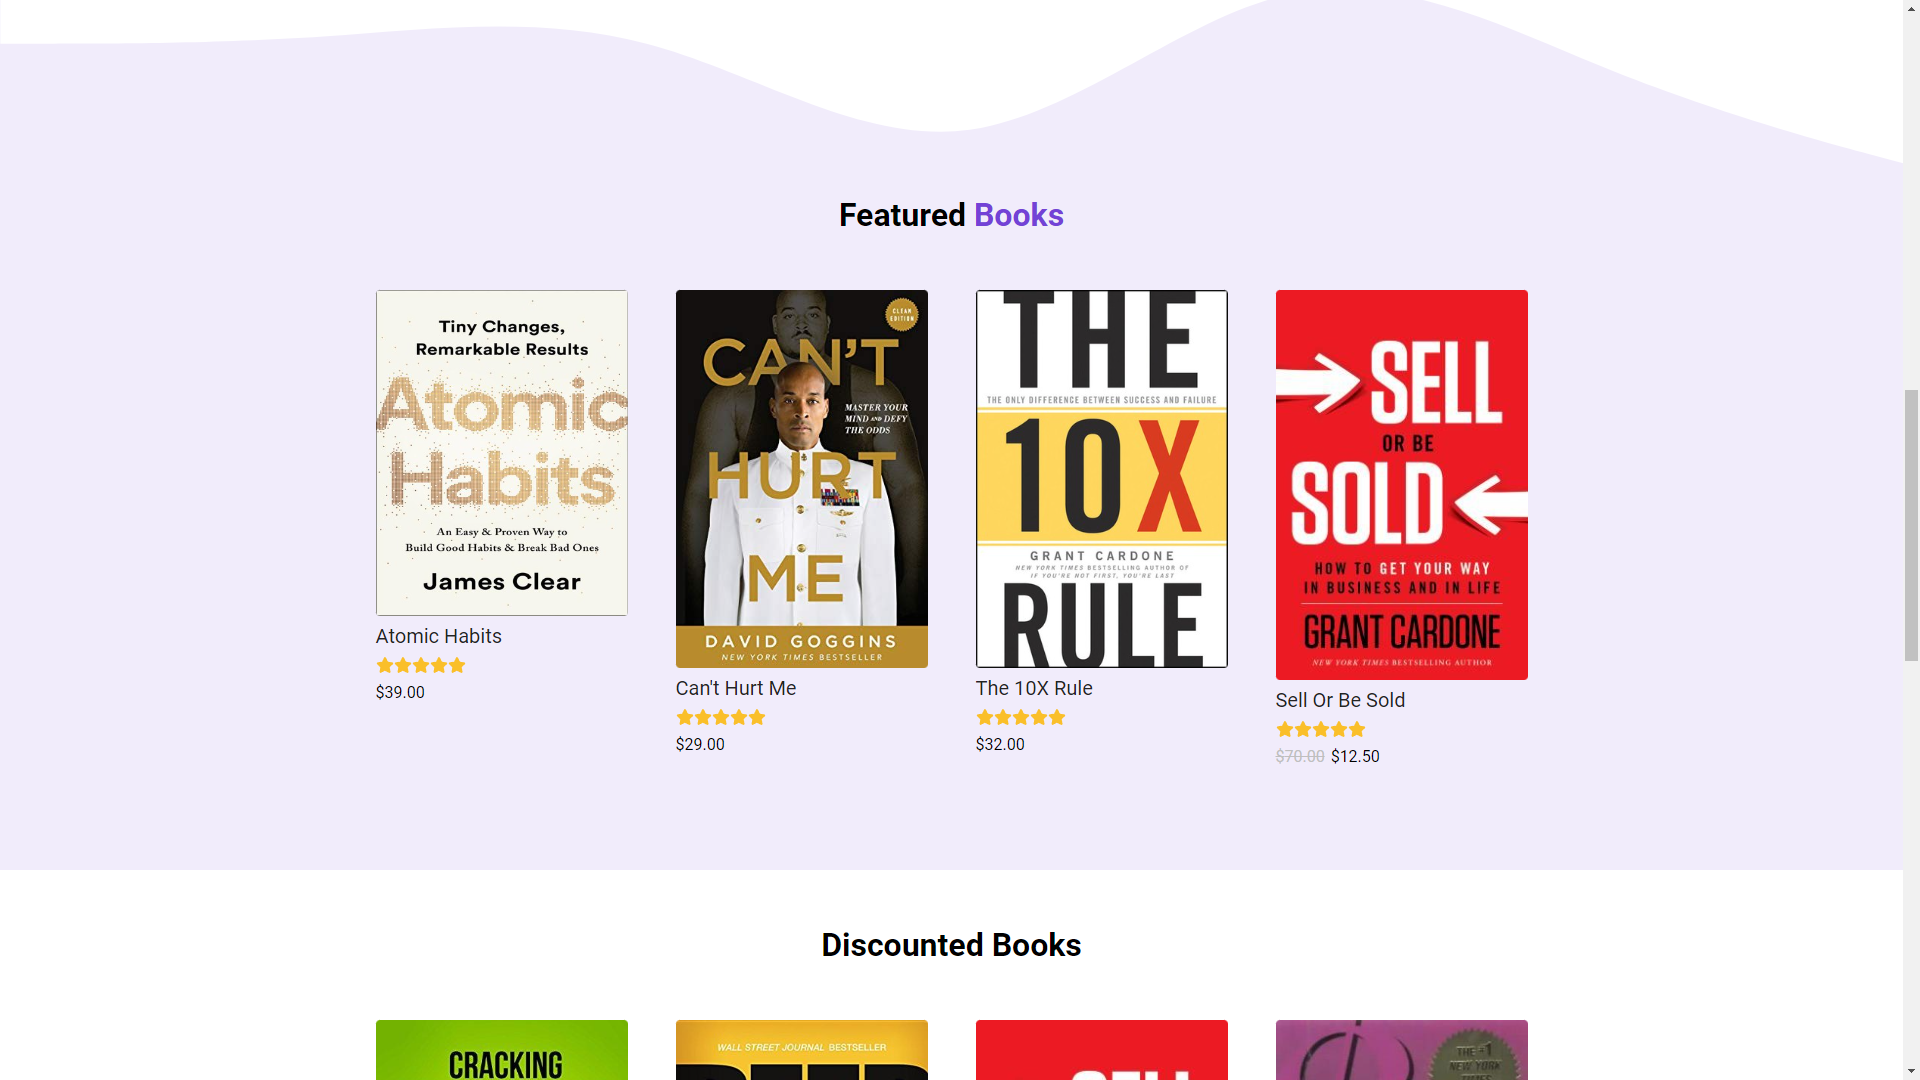 Featured Books
Tiny Changes,
Remarkable Results
Atomic
Habits
An Easy & Proven Way to
Build Good Habits & Break Bad Ones
James Clear
Atomic Habits
$39.00
CLEAN
EDITION
CAN'T
MASTER YOUR
MIND AND DEFY
THE ODDS
HURT
ME
DAVID GOGGINS
NEW YORK TIMES BESTSELLER
Can't Hurt Me
$29.00
THE
THE ONLY DIFFERENCE BETWEEN SUCCESS AND FAILURE
10X
GRANT CARDONE
NEW YORK TIMES BESTSELLING AUTHOR OF
IF YOU'RE NOT FIRST, YOU'RE LAST
RULE
The 10X Rule
$32.00
SELL
OR BE
SOLD
HOW TO GET YOUR WAY
IN BUSINESS AND IN LIFE
GRANT CARDONE
NEW YORK TIMES BESTSELLING AUTHOR
Sell Or Be Sold
$70.00 $12.50
Discounted Books
CRACKING
WALL STREET JOURNAL BESTSELLER
DEEP
SELL
THE #1
NEW YORK
TIMES